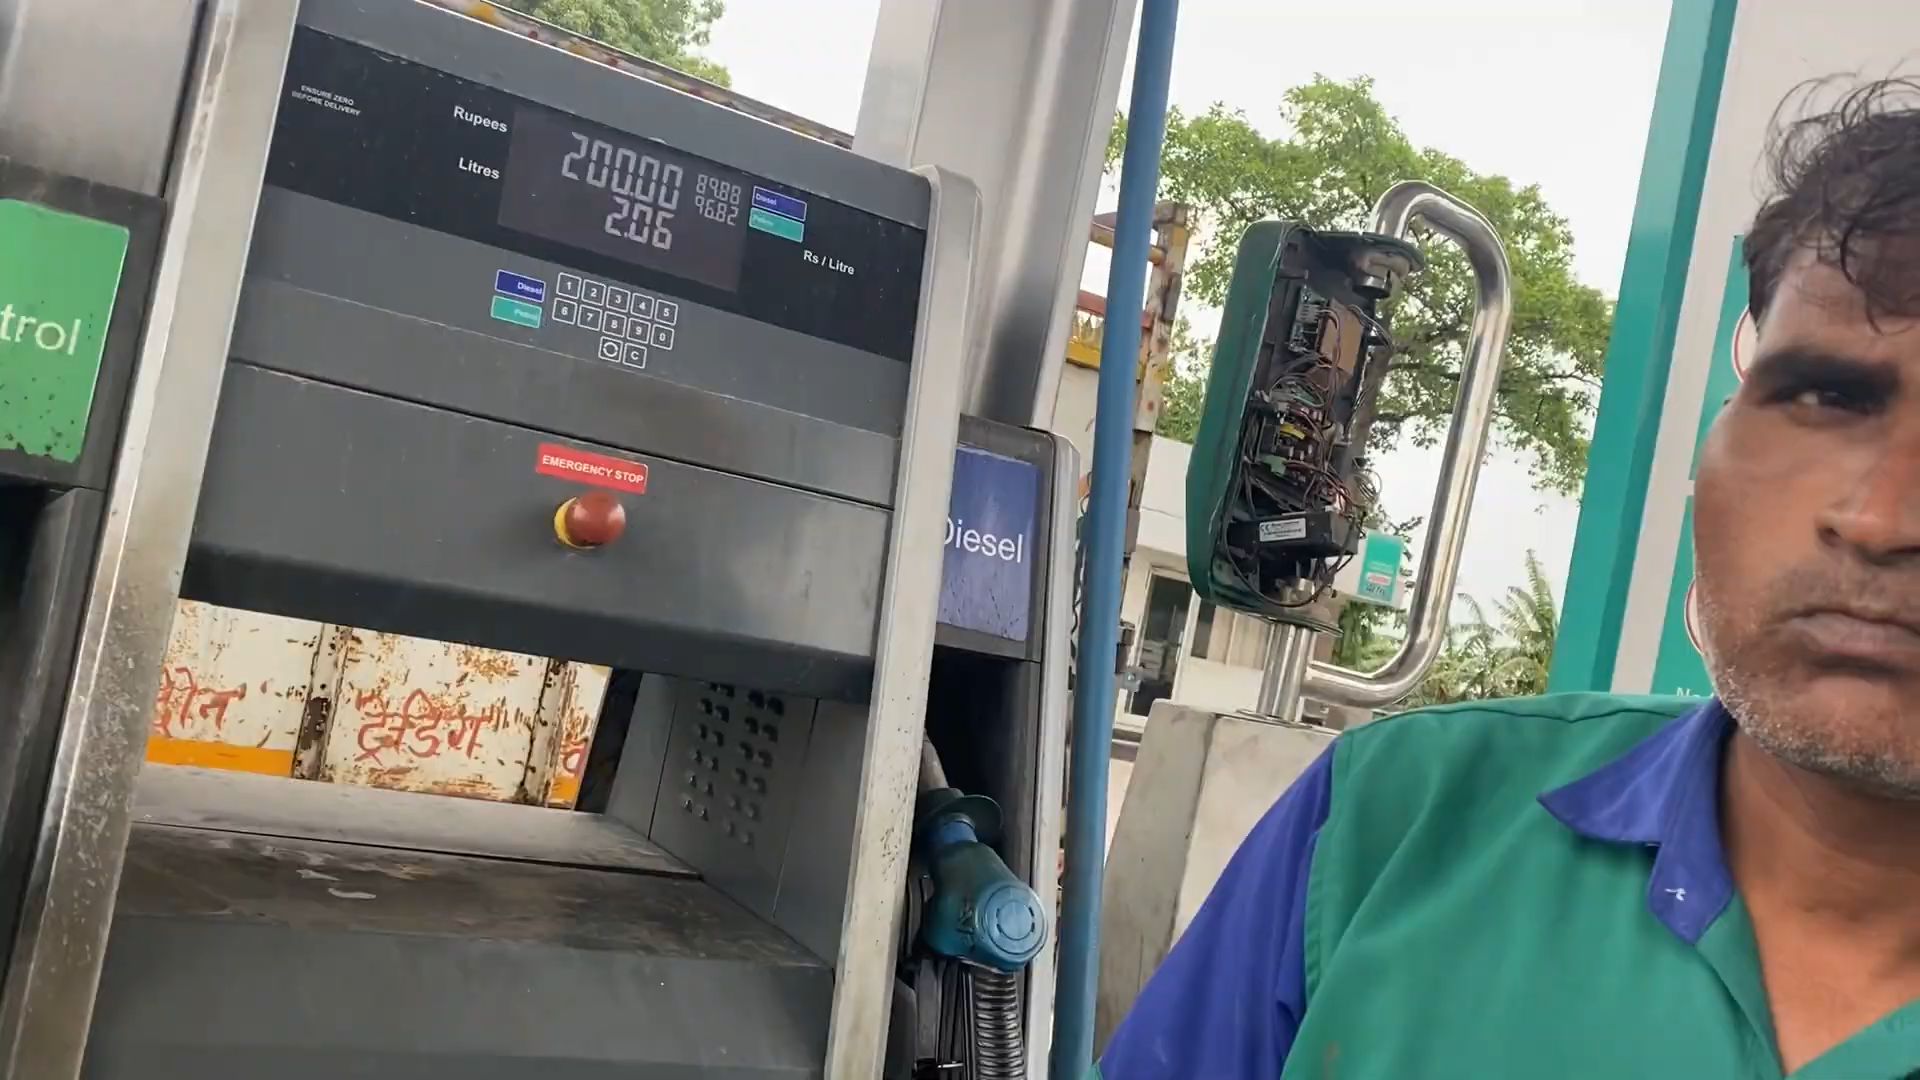 ENSURE ZERO
BEFORE DELIVERY
Rupees
200.00
Litres
2.06
89.88
Diesel
96.82
Petrol
Rs / Litre
Diesel
Petrol
1 2 3 4 5
6 7 8 9 0
C
trol
EMERGENCY STOP
Diesel
ट्रेडिंग